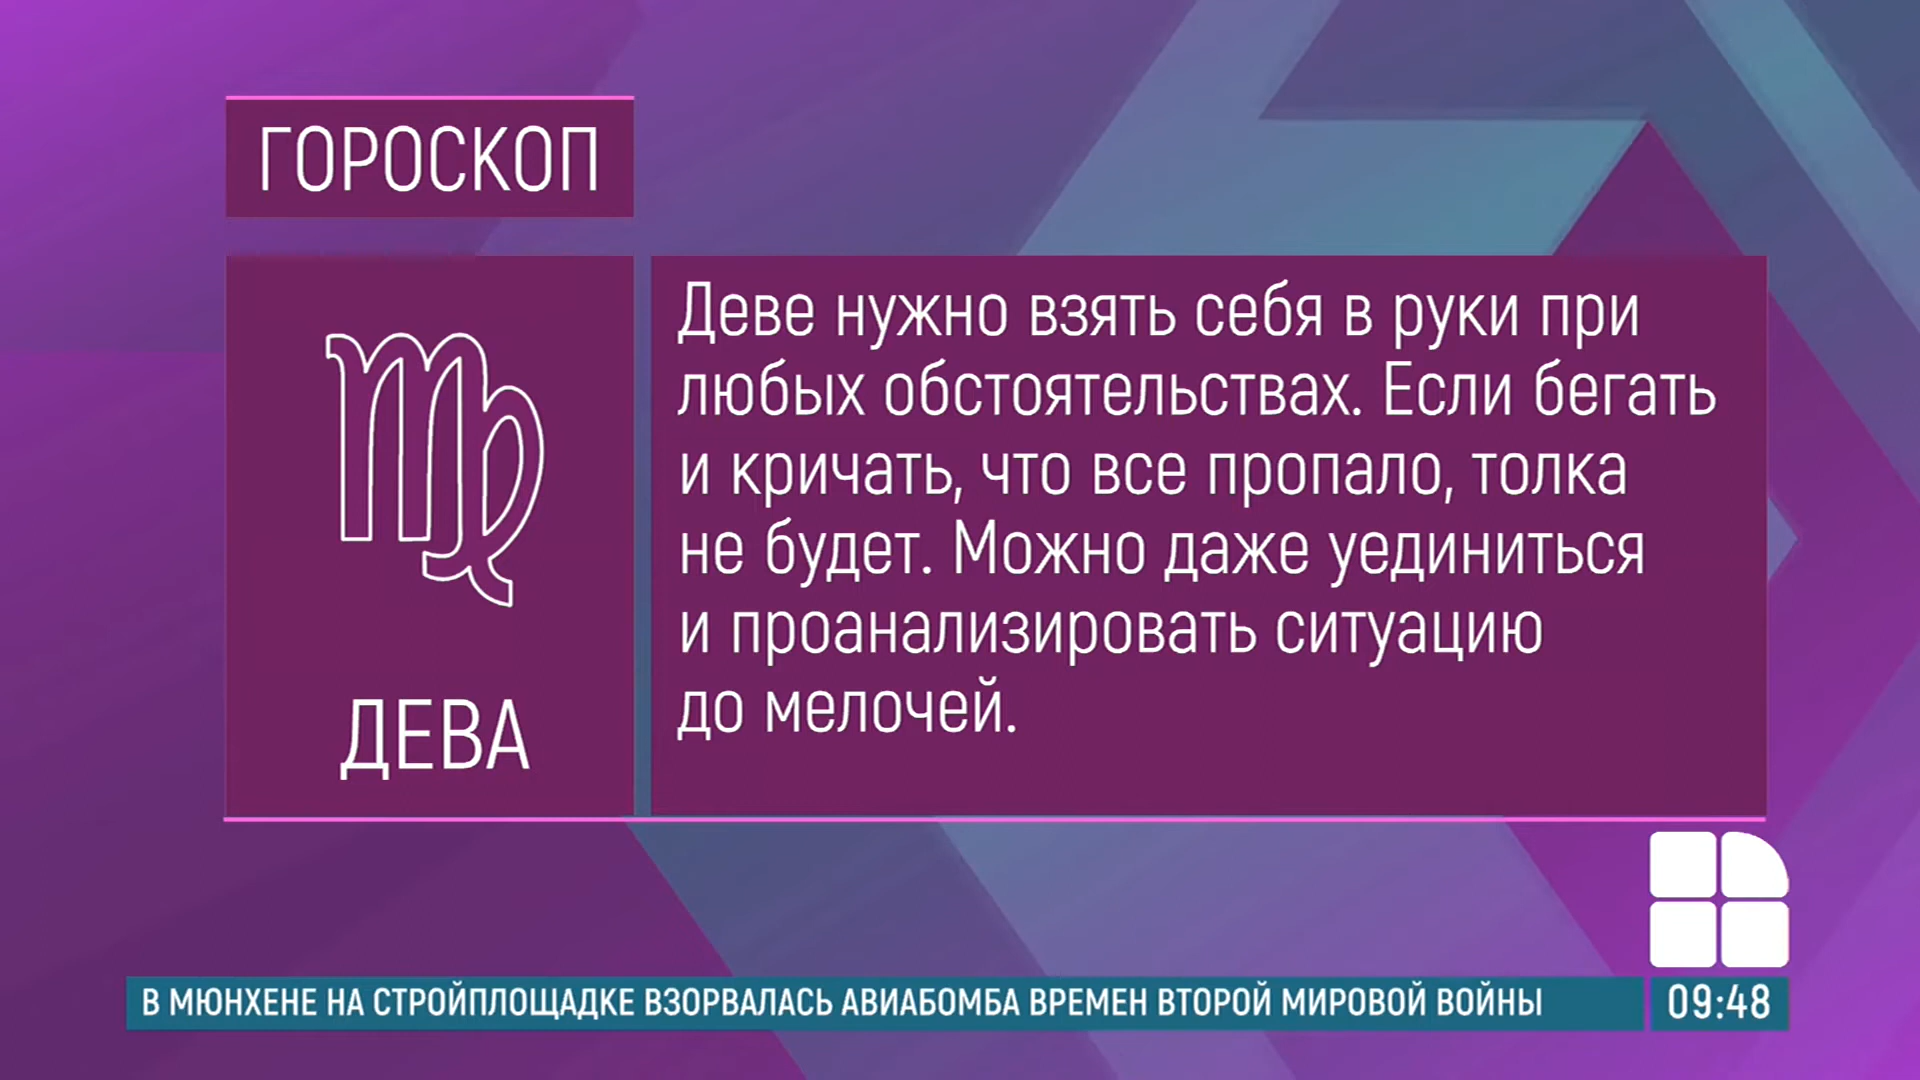 ГОРОСКОП
ДЕВА
Деве нужно взять себя в руки при
любых обстоятельствах. Если бегать
и кричать, что все пропало, толка
не будет. Можно даже уединиться
и проанализировать ситуацию
до мелочей.
В МЮНХЕНЕ НА СТРОЙПЛОЩАДКЕ ВЗОРВАЛАСЬ АВИАБОМБА ВРЕМЕН ВТОРОЙ МИРОВОЙ ВОЙНЫ
09:48